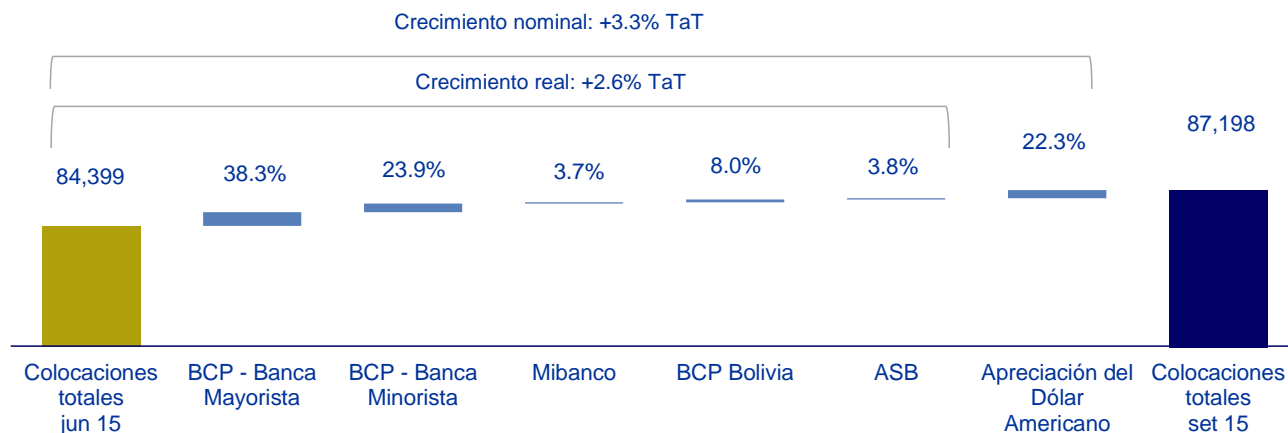 Crecimiento nominal: +3.3% TaT
Crecimiento real: +2.6% TaT
84,399
38.3%
23.9%
3.7%
8.0%
3.8%
22.3%
87,198
Colocaciones
totales
jun 15
BCP - Banca
Mayorista
BCP - Banca
Minorista
Mibanco
BCP Bolivia
ASB
Apreciación del
Dólar
Americano
Colocaciones
totales
set 15